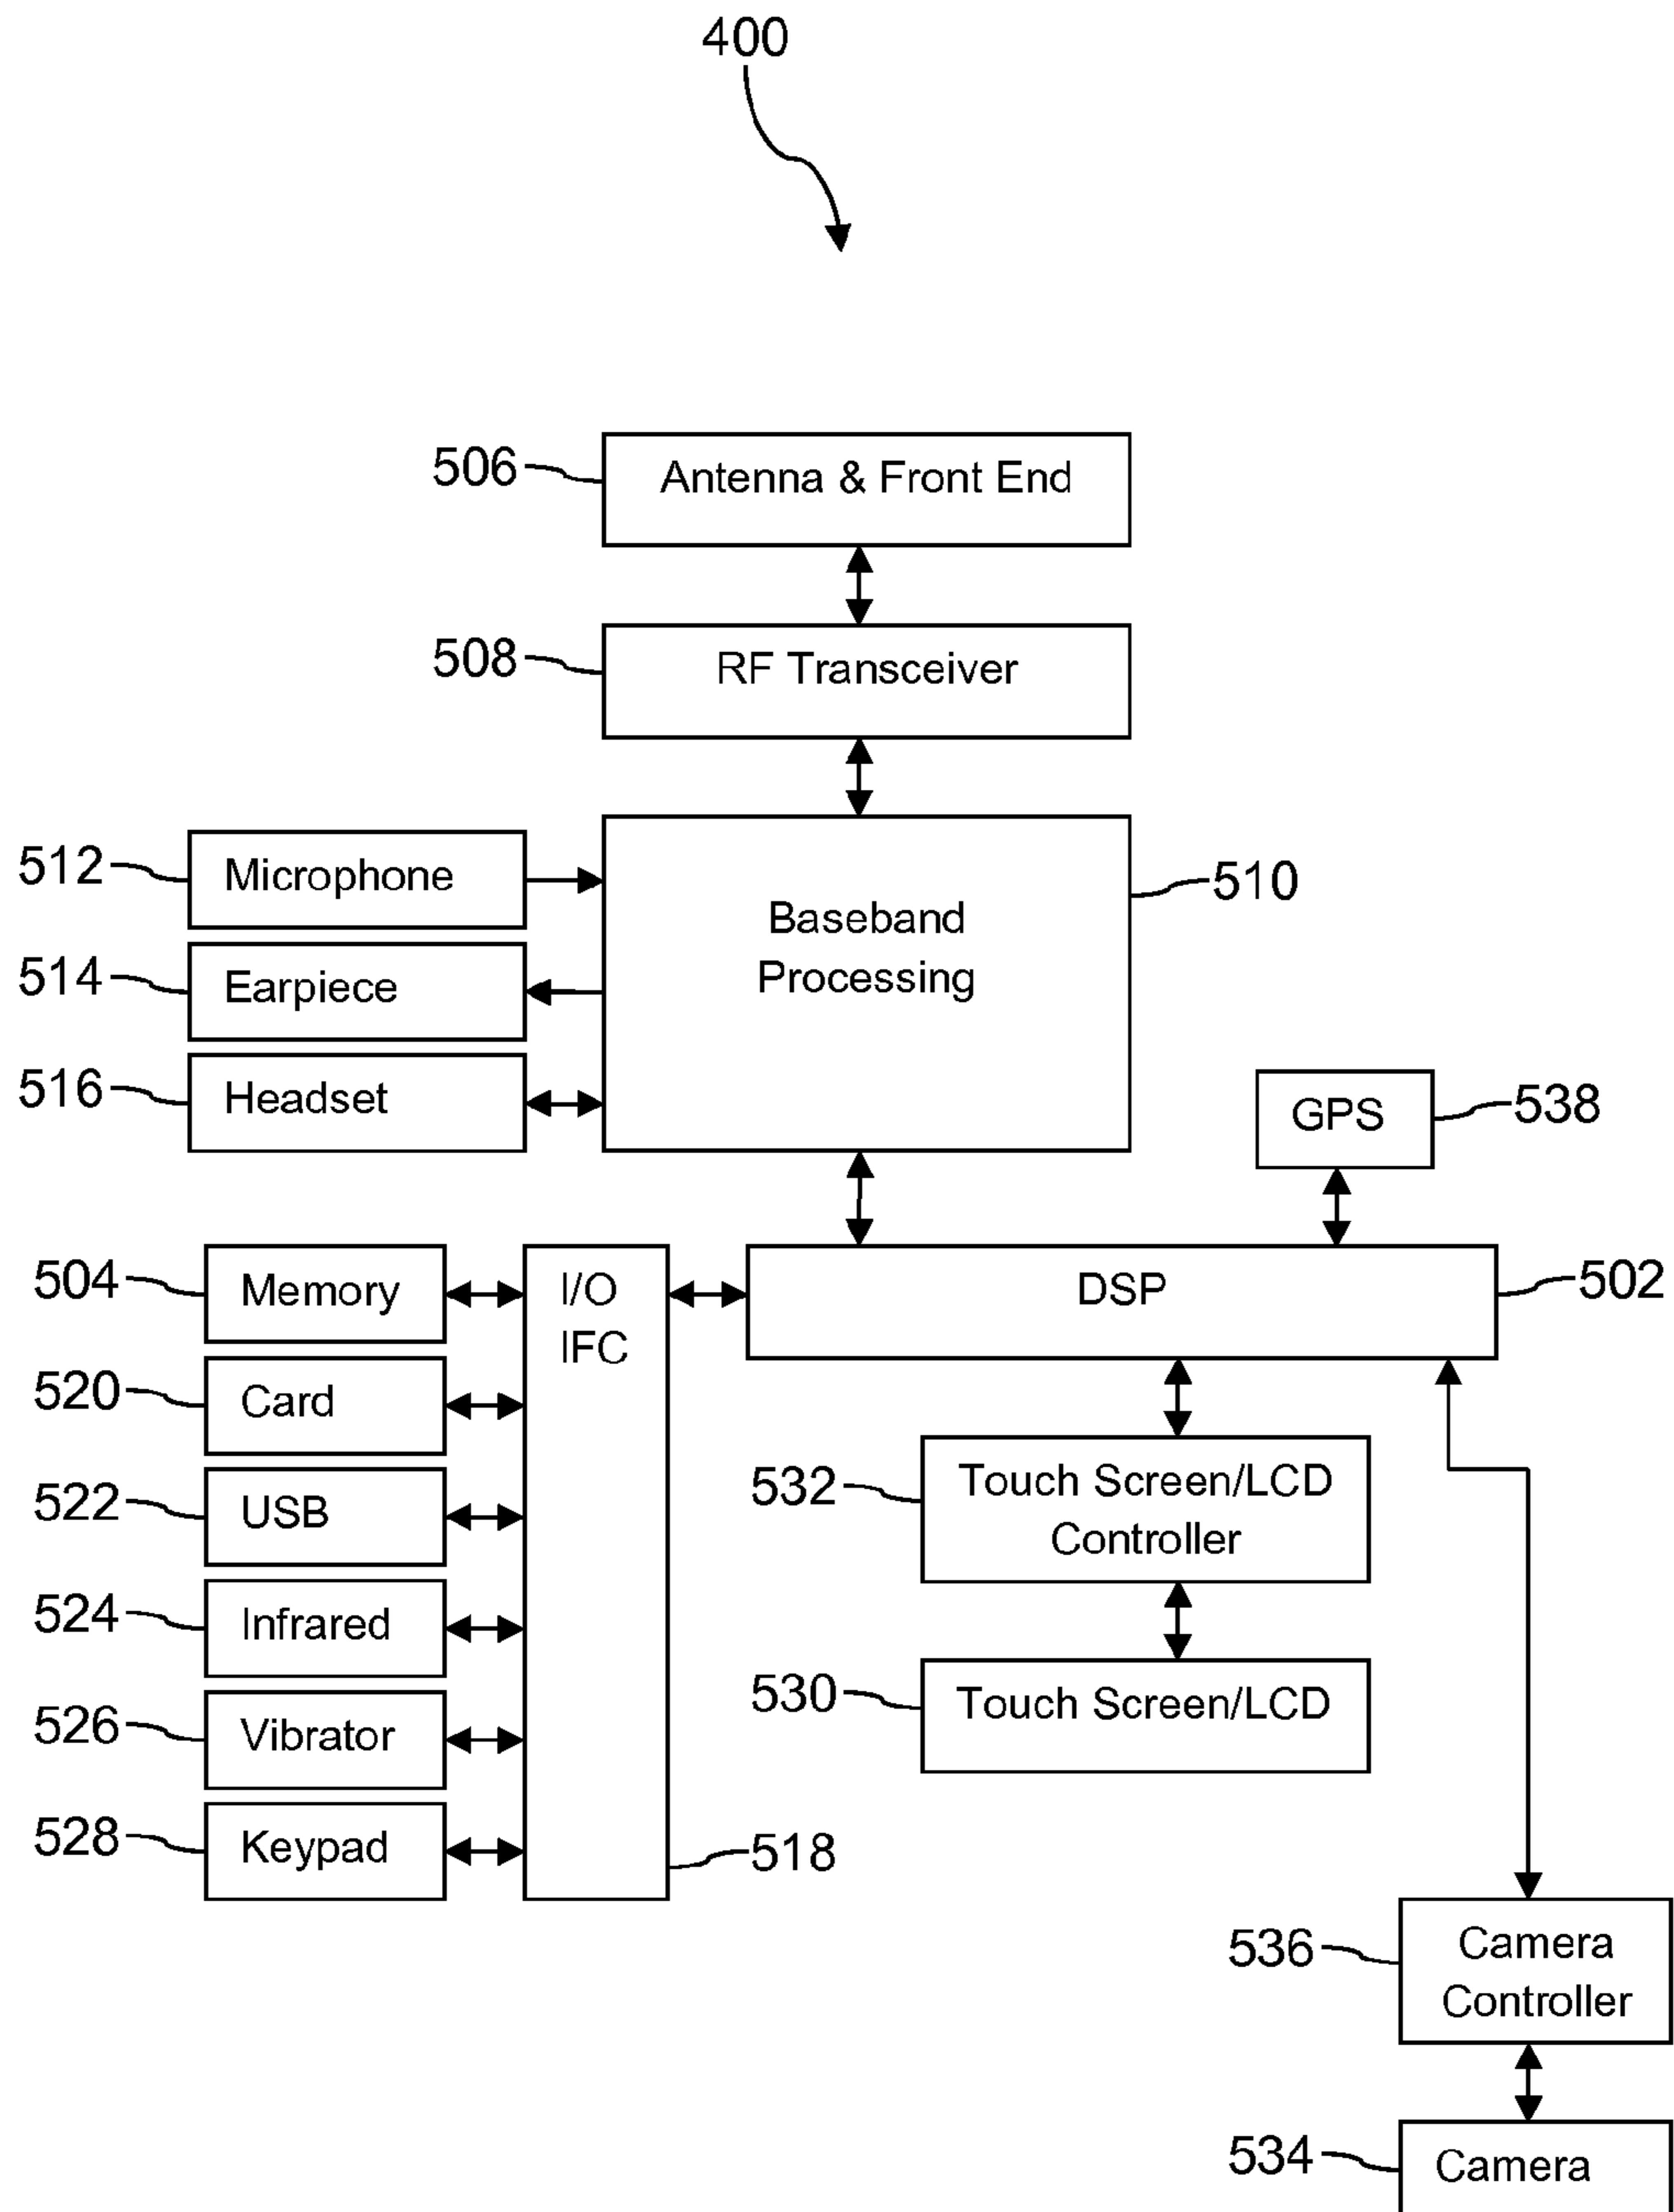 400
506
Antenna & Front End
508
RF Transceiver
512
Microphone
510
Baseband
Processing
514
Earpiece
516
Headset
GPS
538
504
Memory
I/O
IFC
DSP
502
520
Card
522
USB
532
Touch Screen/LCD
Controller
524
Infrared
530
Touch Screen/LCD
526
Vibrator
528
Keypad
518
536
Camera
Controller
534
Camera